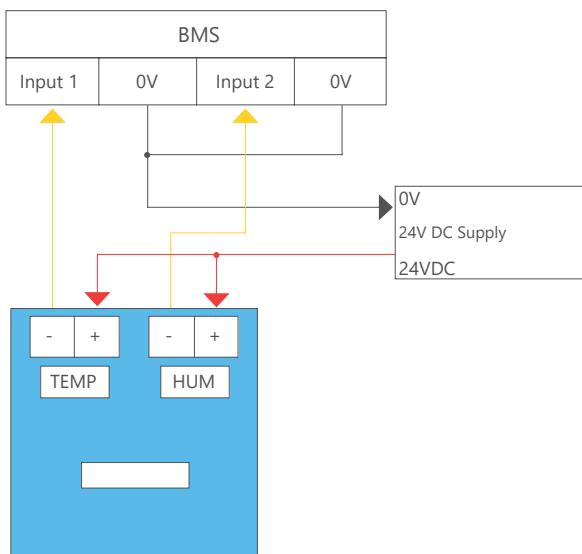 BMS
Input 1 0V Input 2 0V
0V
24V DC Supply
24VDC
- + - +
TEMP HUM